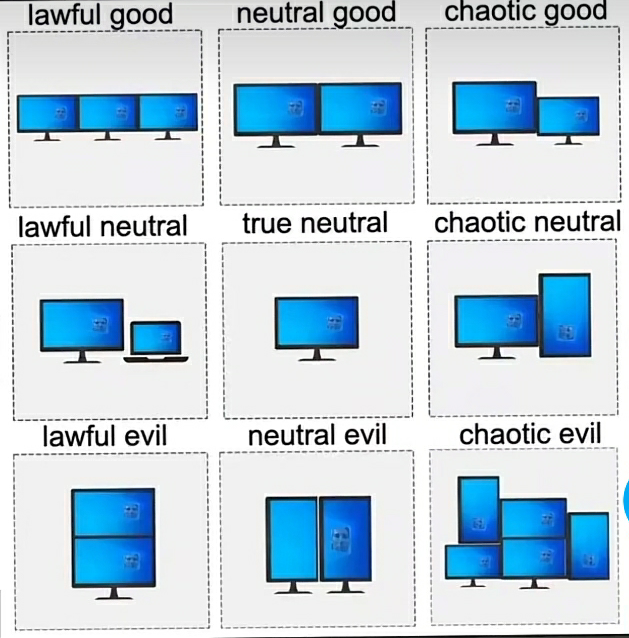 lawful good
neutral good
chaotic good
lawful neutral
true neutral
chaotic neutral
lawful evil
neutral evil
chaotic evil